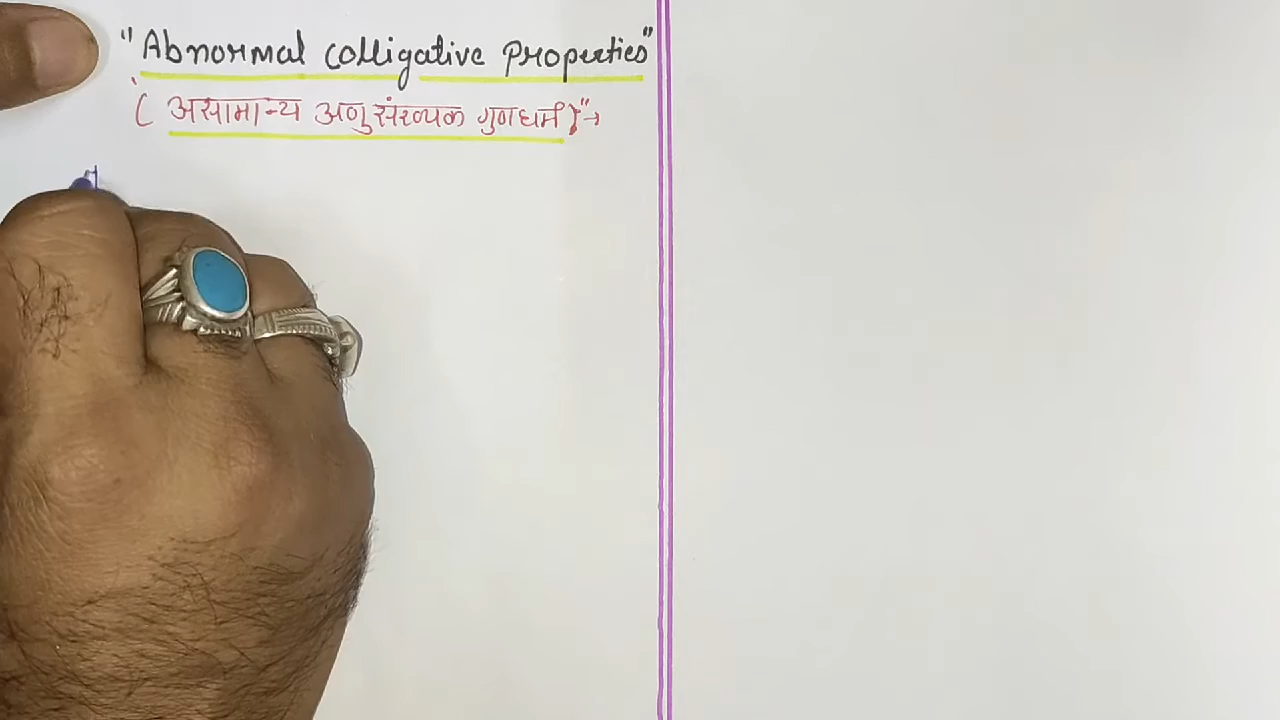 "Abnormal colligative properties"
"( असामान्य अणुसंख्यक गुणधर्म )"→